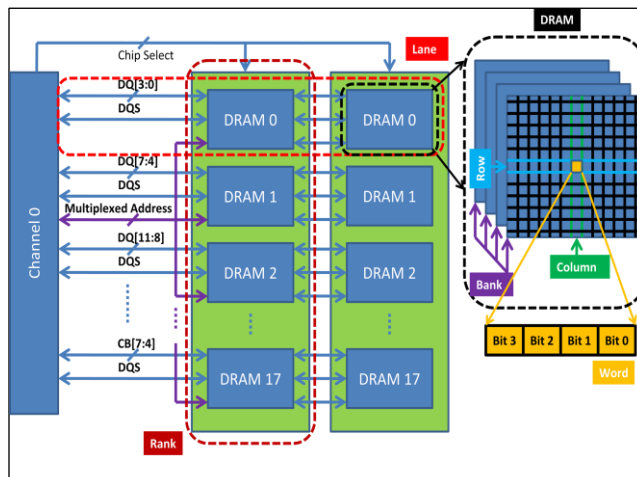 DRAM
Chip Select
Lane
DQ[3:0]
DQS
DRAM 0
DRAM 0
Row
DQ[7:4]
DQS
DRAM 1
DRAM 1
Multiplexed Address
Channel 0
DQ[11:8]
DQS
DRAM 2
DRAM 2
Column
Bank
Bit 3 Bit 2 Bit 1 Bit 0
Word
CB[7:4]
DQS
DRAM 17
DRAM 17
Rank